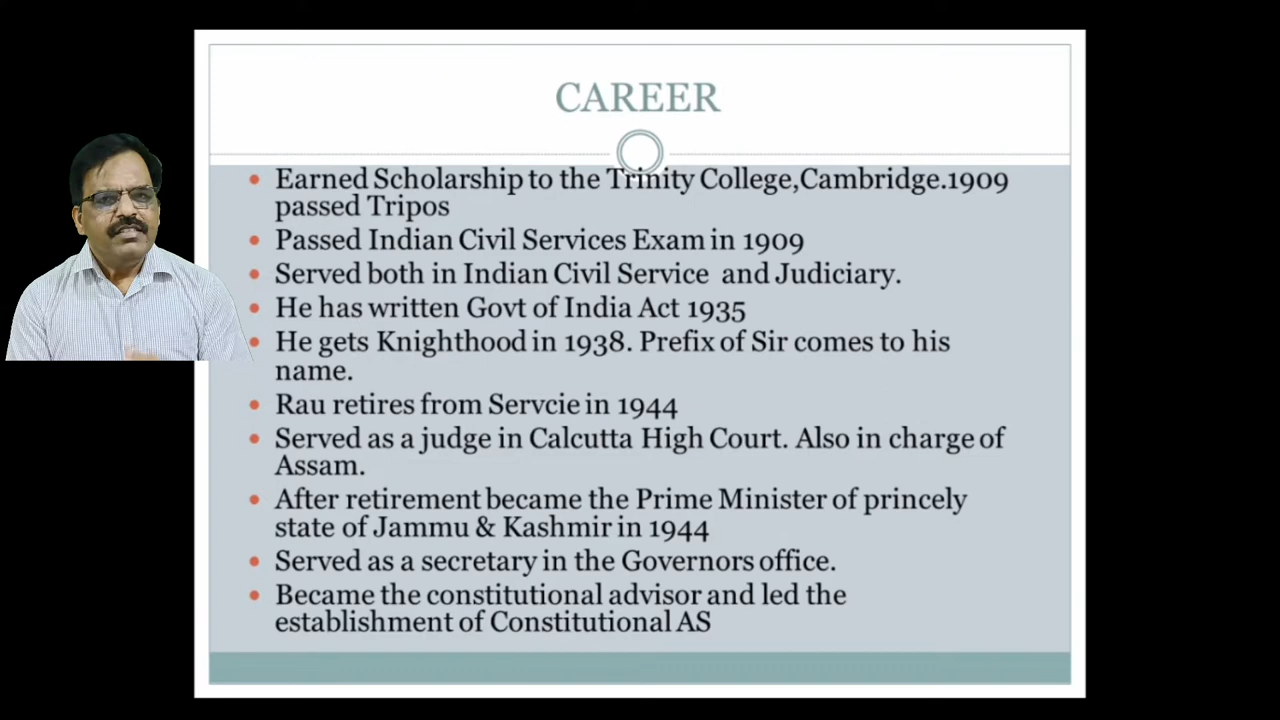 CAREER
Earned Scholarship to the Trinity College,Cambridge.1909
passed Tripos
Passed Indian Civil Services Exam in 1909
Served both in Indian Civil Service and Judiciary.
He has written Govt of India Act 1935
He gets Knighthood in 1938. Prefix of Sir comes to his
name.
Rau retires from Servcie in 1944
Served as a judge in Calcutta High Court. Also in charge of
Assam.
After retirement became the Prime Minister of princely
state of Jammu & Kashmir in 1944
Served as a secretary in the Governors office.
Became the constitutional advisor and led the
establishment of Constitutional AS